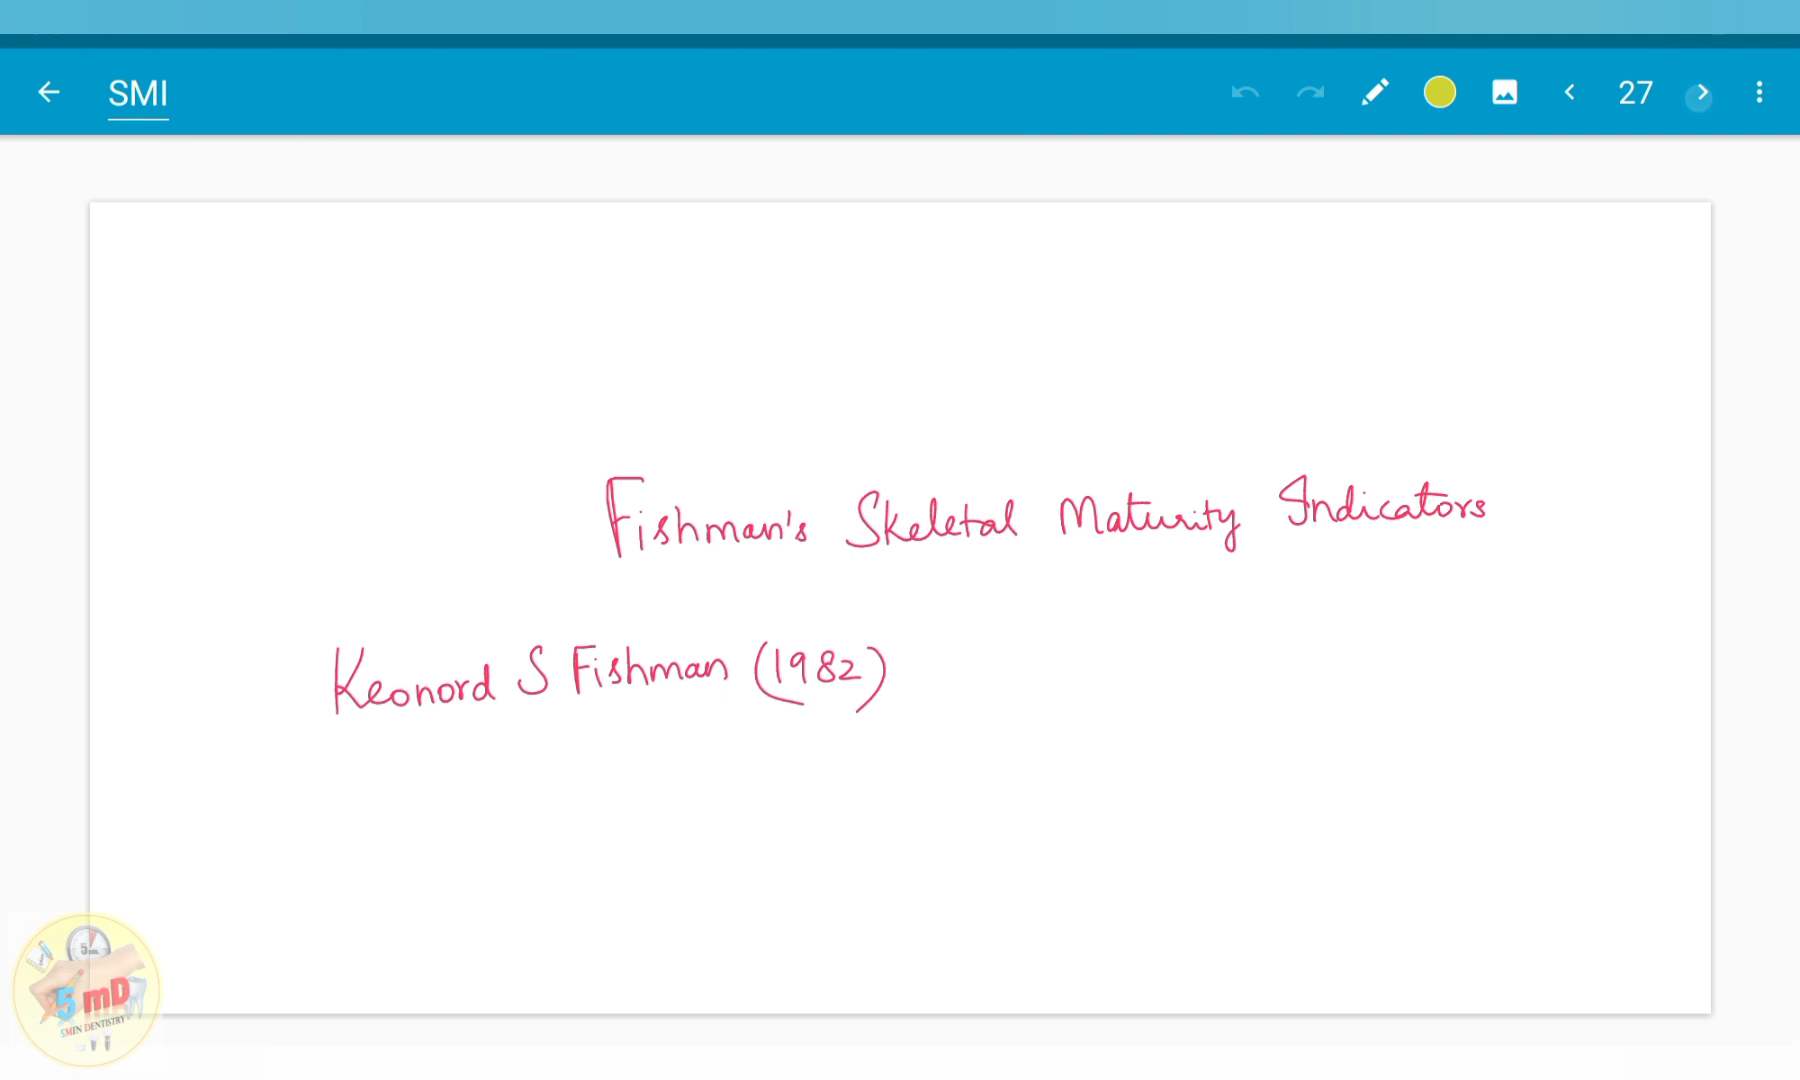 SMI
27
Fishman's Skeletal Maturity Indicators
Keonord S Fishman (1982)
5 mD
5MIN DENTISTRY